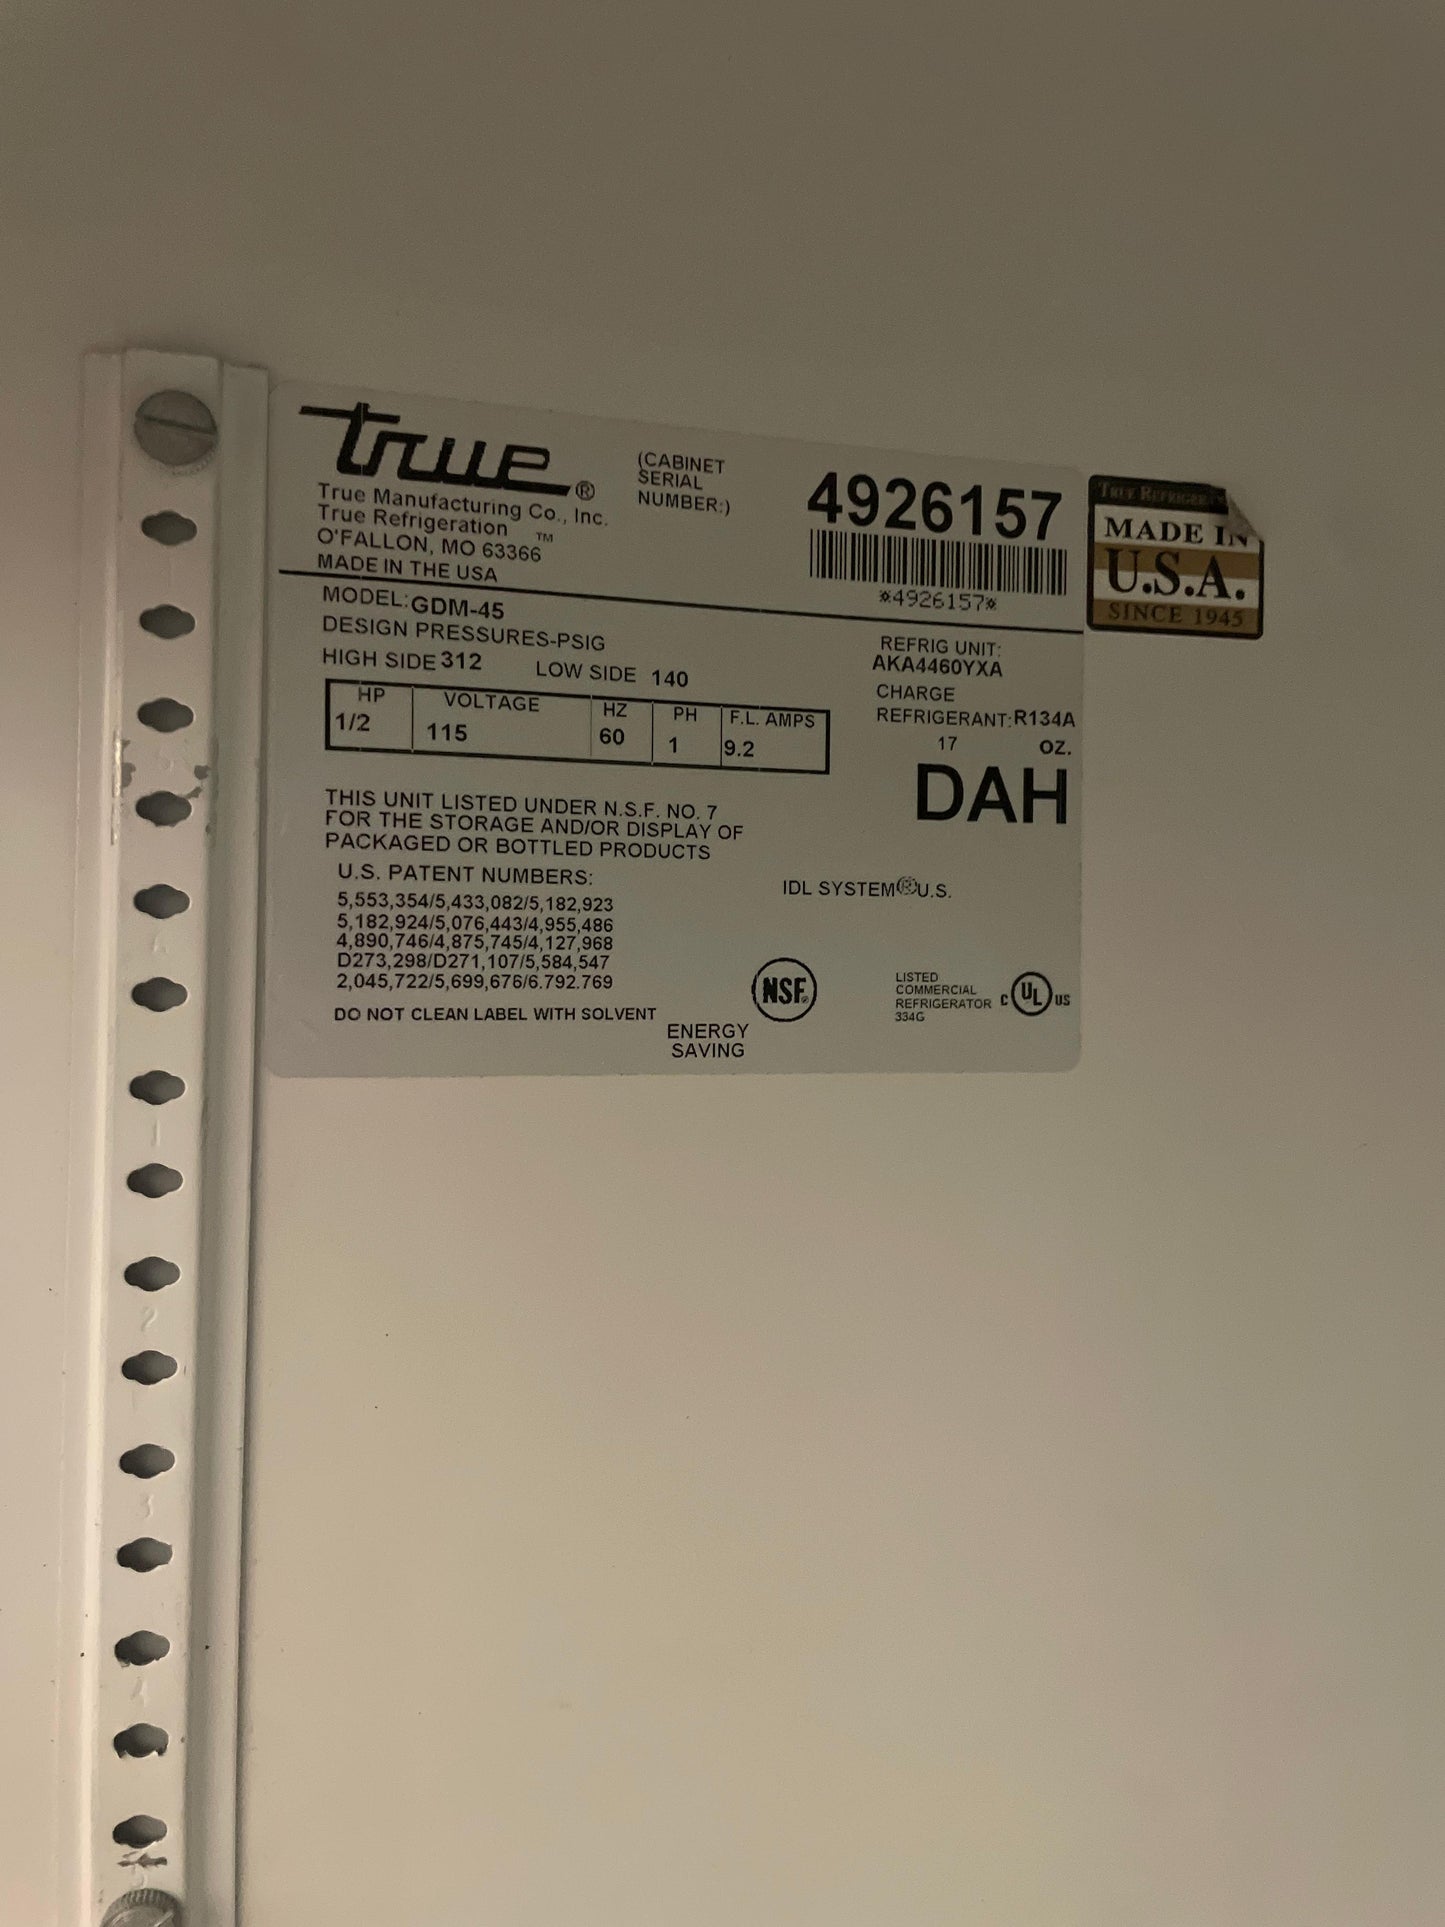 true®
True Manufacturing Co., Inc.
True Refrigeration ™
O'FALLON, MO 63366
MADE IN THE USA
(CABINET
SERIAL
NUMBER:)
4926157
*4926157*
MADE IN
U.S.A.
SINCE 1945
MODEL:GDM-45
DESIGN PRESSURES-PSIG
HIGH SIDE 312 LOW SIDE 140
HP VOLTAGE HZ PH F.L. AMPS
1/2 115 60 1 9.2
REFRIG UNIT:
AKA4460YXA
CHARGE
REFRIGERANT:R134A
17 OZ.
DAH
THIS UNIT LISTED UNDER N.S.F. NO. 7
FOR THE STORAGE AND/OR DISPLAY OF
PACKAGED OR BOTTLED PRODUCTS
U.S. PATENT NUMBERS:
5,553,354/5,433,082/5,182,923
5,182,924/5,076,443/4,955,486
4,890,746/4,875,745/4,127,968
D273,298/D271,107/5,584,547
2,045,722/5,699,676/6.792.769
IDL SYSTEM®U.S.
DO NOT CLEAN LABEL WITH SOLVENT
ENERGY
SAVING
NSF®
LISTED
COMMERCIAL
REFRIGERATOR
334G
C UL US
1
2
3
4